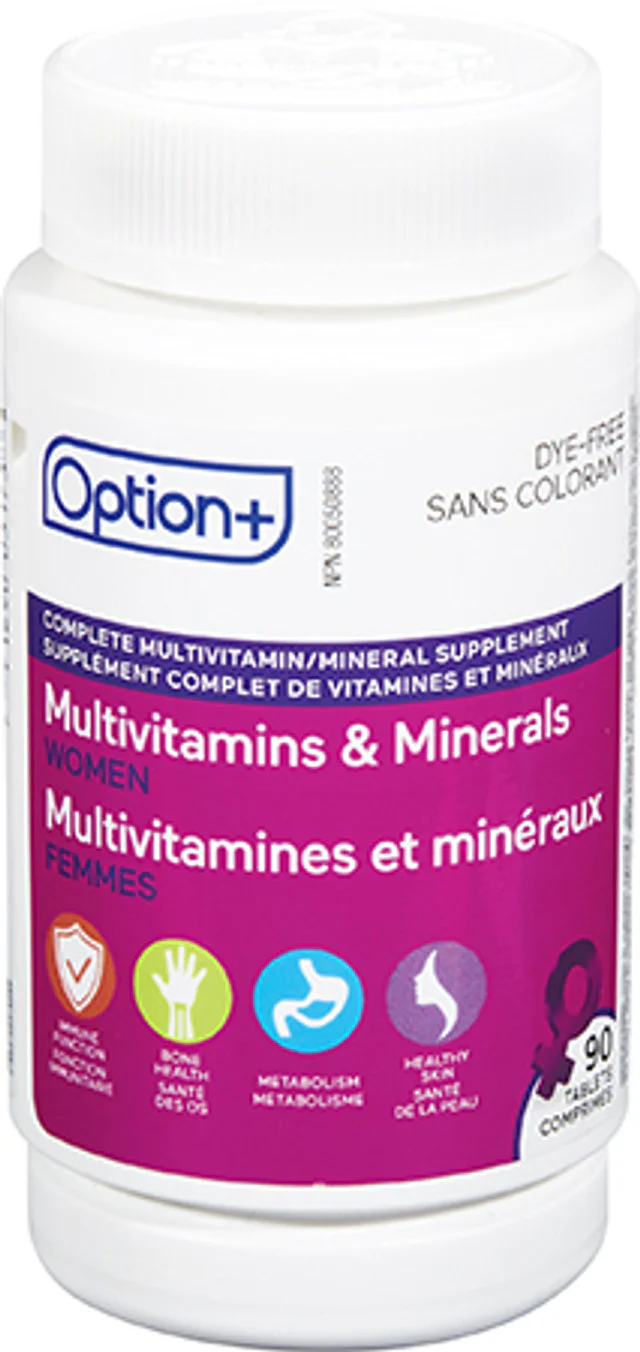 Option+
NPN 80050888
DYE-FREE
SANS COLORANT
COMPLETE MULTIVITAMIN/MINERAL SUPPLEMENT
SUPPLÉMENT COMPLET DE VITAMINES ET MINÉRAUX
Multivitamins & Minerals
WOMEN
Multivitamines et minéraux
FEMMES
IMMUNE
FUNCTION
FONCTION
IMMUNITAIRE
BONE
HEALTH
SANTÉ
DES OS
METABOLISM
MÉTABOLISME
HEALTHY
SKIN
SANTÉ
DE LA PEAU
90
TABLETS
COMPRIMÉS